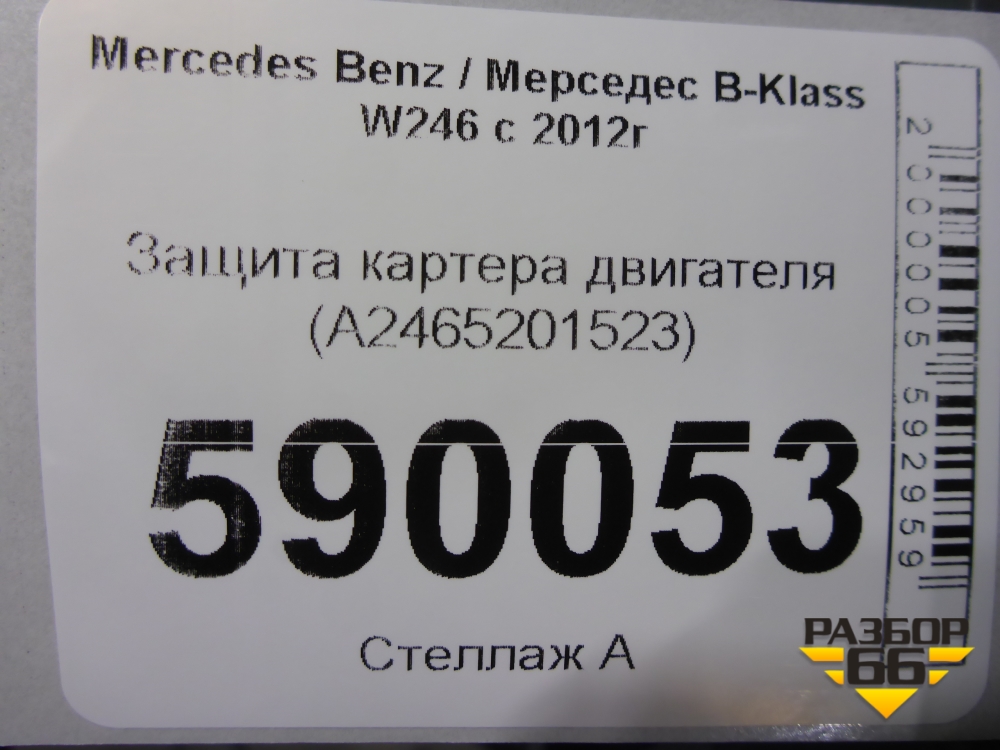 Mercedes Benz / Мерседес B-Klass
W246 с 2012г
Защита картера двигателя
(A2465201523)
590053
Стеллаж А
2000005592959
РАЗБОР
66